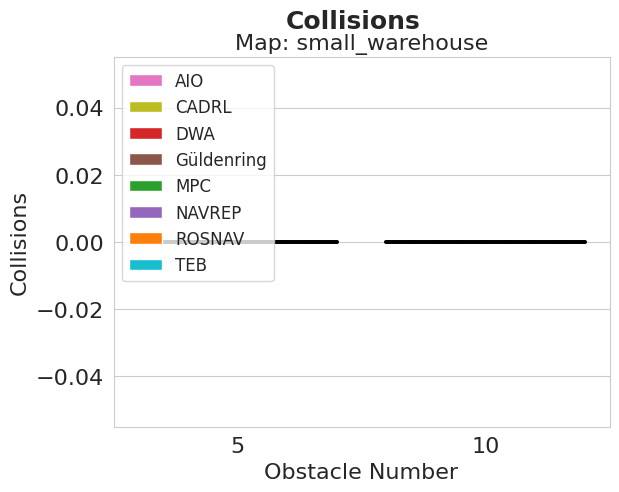 Collisions
Map: small_warehouse
AIO
CADRL
DWA
Güldenring
MPC
NAVREP
ROSNAV
TEB
0.04
0.02
0.00
−0.02
−0.04
Collisions
5 10
Obstacle Number